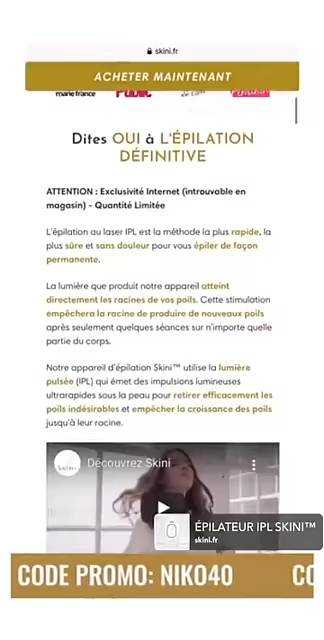 skini.fr
ACHETER MAINTENANT
marie france
Public
Dites OUI à L'ÉPILATION
DÉFINITIVE
ATTENTION : Exclusivité Internet (introuvable en
magasin) - Quantité Limitée
L'épilation au laser IPL est la méthode la plus rapide, la
plus sûre et sans douleur pour vous épiler de façon
permanente.
La lumière que produit notre appareil atteint
directement les racines de vos poils. Cette stimulation
empêchera la racine de produire de nouveaux poils
après seulement quelques séances sur n'importe quelle
partie du corps.
Notre appareil d'épilation Skini™ utilise la lumière
pulsée (IPL) qui émet des impulsions lumineuses
ultrarapides sous la peau pour retirer efficacement les
poils indésirables et empêcher la croissance des poils
jusqu'à leur racine.
Skini
Découvrez Skini
ÉPILATEUR IPL SKINI™
skini.fr
CODE PROMO: NIKO40
CO